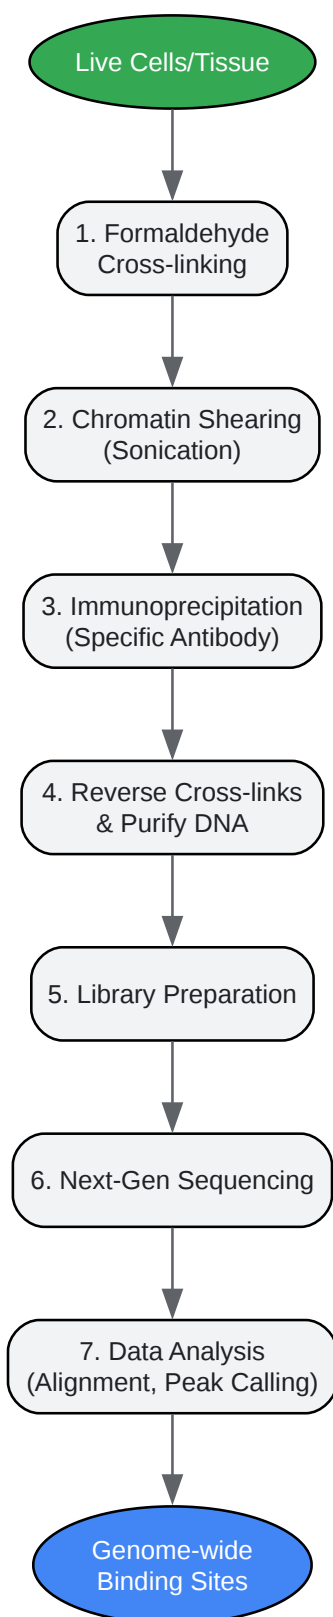 Live Cells/Tissue
1. Formaldehyde
Cross-linking
2. Chromatin Shearing
(Sonication)
3. Immunoprecipitation
(Specific Antibody)
4. Reverse Cross-links
& Purify DNA
5. Library Preparation
6. Next-Gen Sequencing
7. Data Analysis
(Alignment, Peak Calling)
Genome-wide
Binding Sites